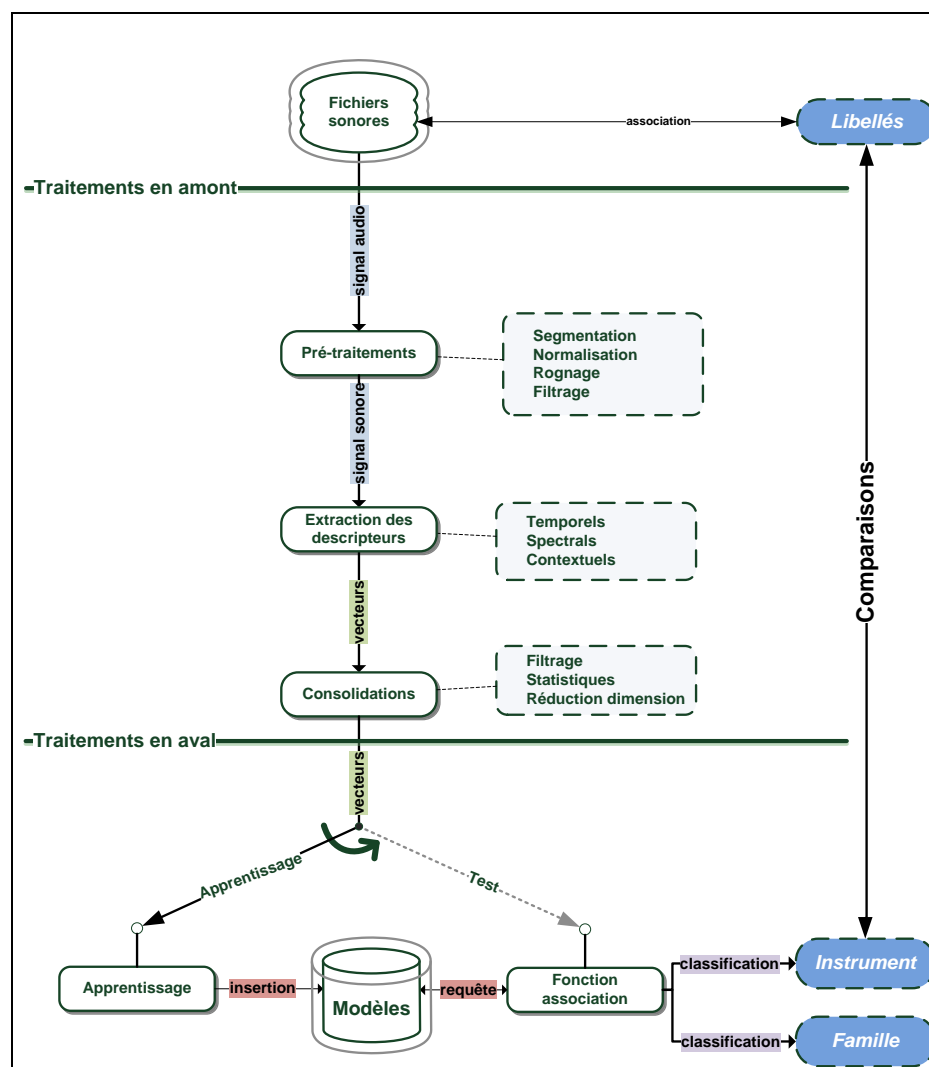 Fichiers
sonores
association
Libellés
Traitements en amont
signal audio
Pré-traitements
Segmentation
Normalisation
Rognage
Filtrage
signal sonore
Extraction des
descripteurs
Temporels
Spectrals
Contextuels
Comparaisons
vecteurs
Consolidations
Filtrage
Statistiques
Réduction dimension
Traitements en aval
vecteurs
Apprentissage
Test
Apprentissage
insertion
Modèles
requête
Fonction
association
classification
Instrument
classification
Famille